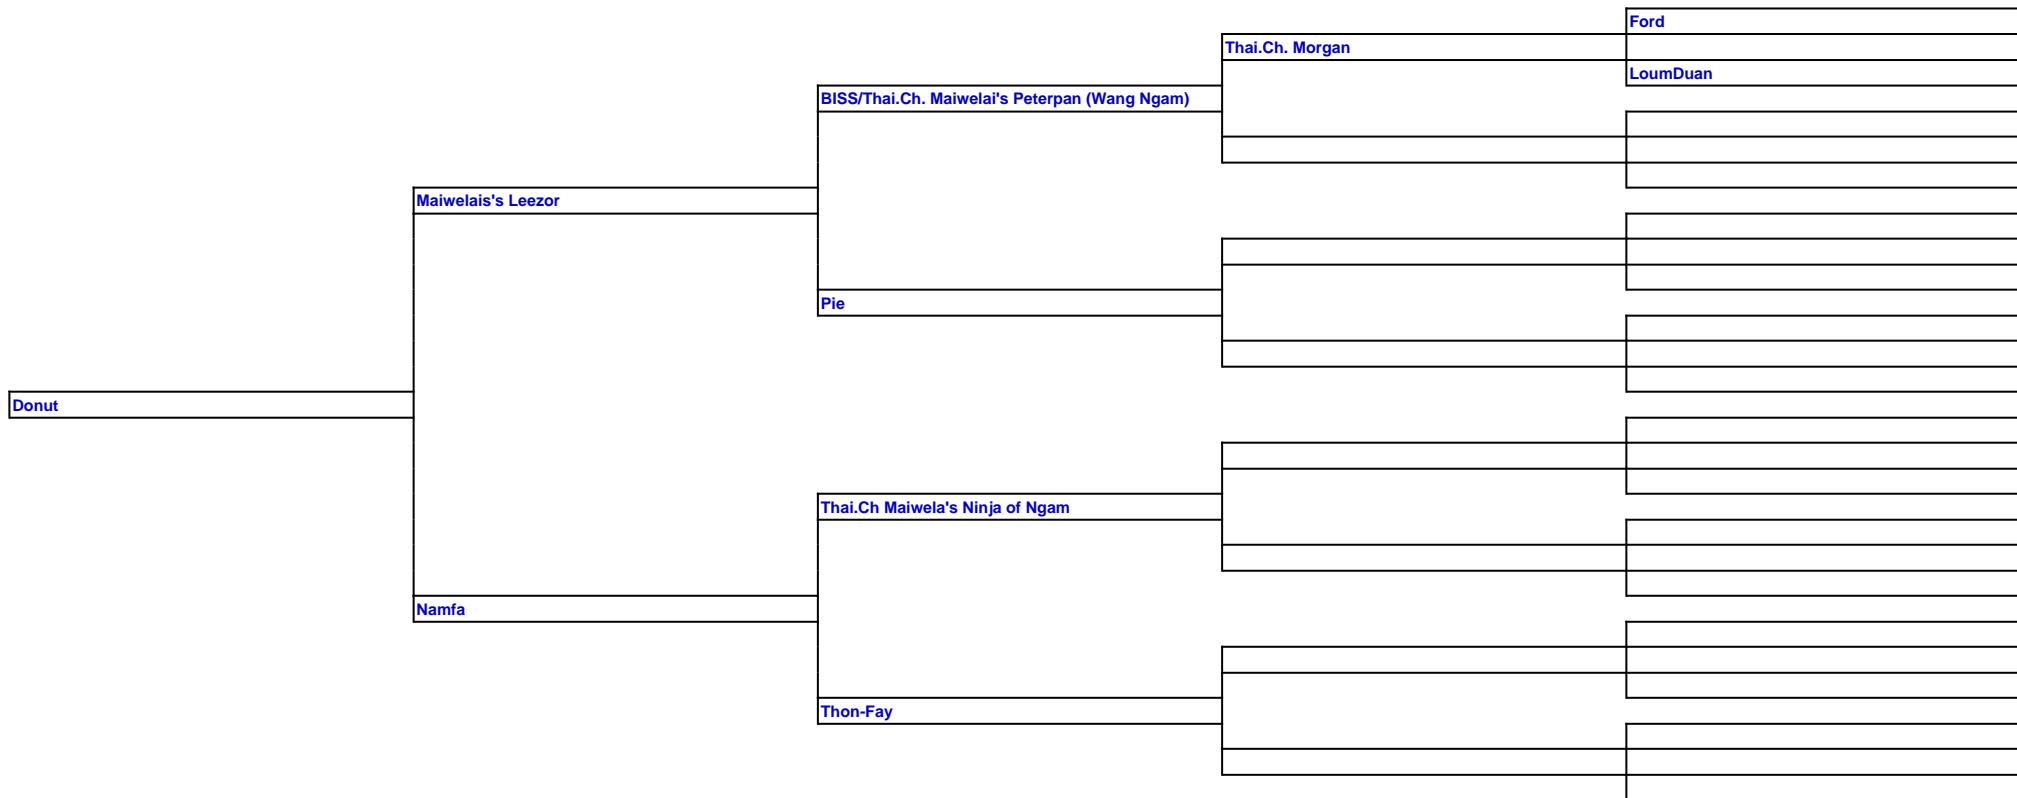 Ford
Thai.Ch. Morgan
LoumDuan
BISS/Thai.Ch. Maiwelai's Peterpan (Wang Ngam)
Maiwelais's Leezor
Pie
Donut
Thai.Ch Maiwela's Ninja of Ngam
Namfa
Thon-Fay